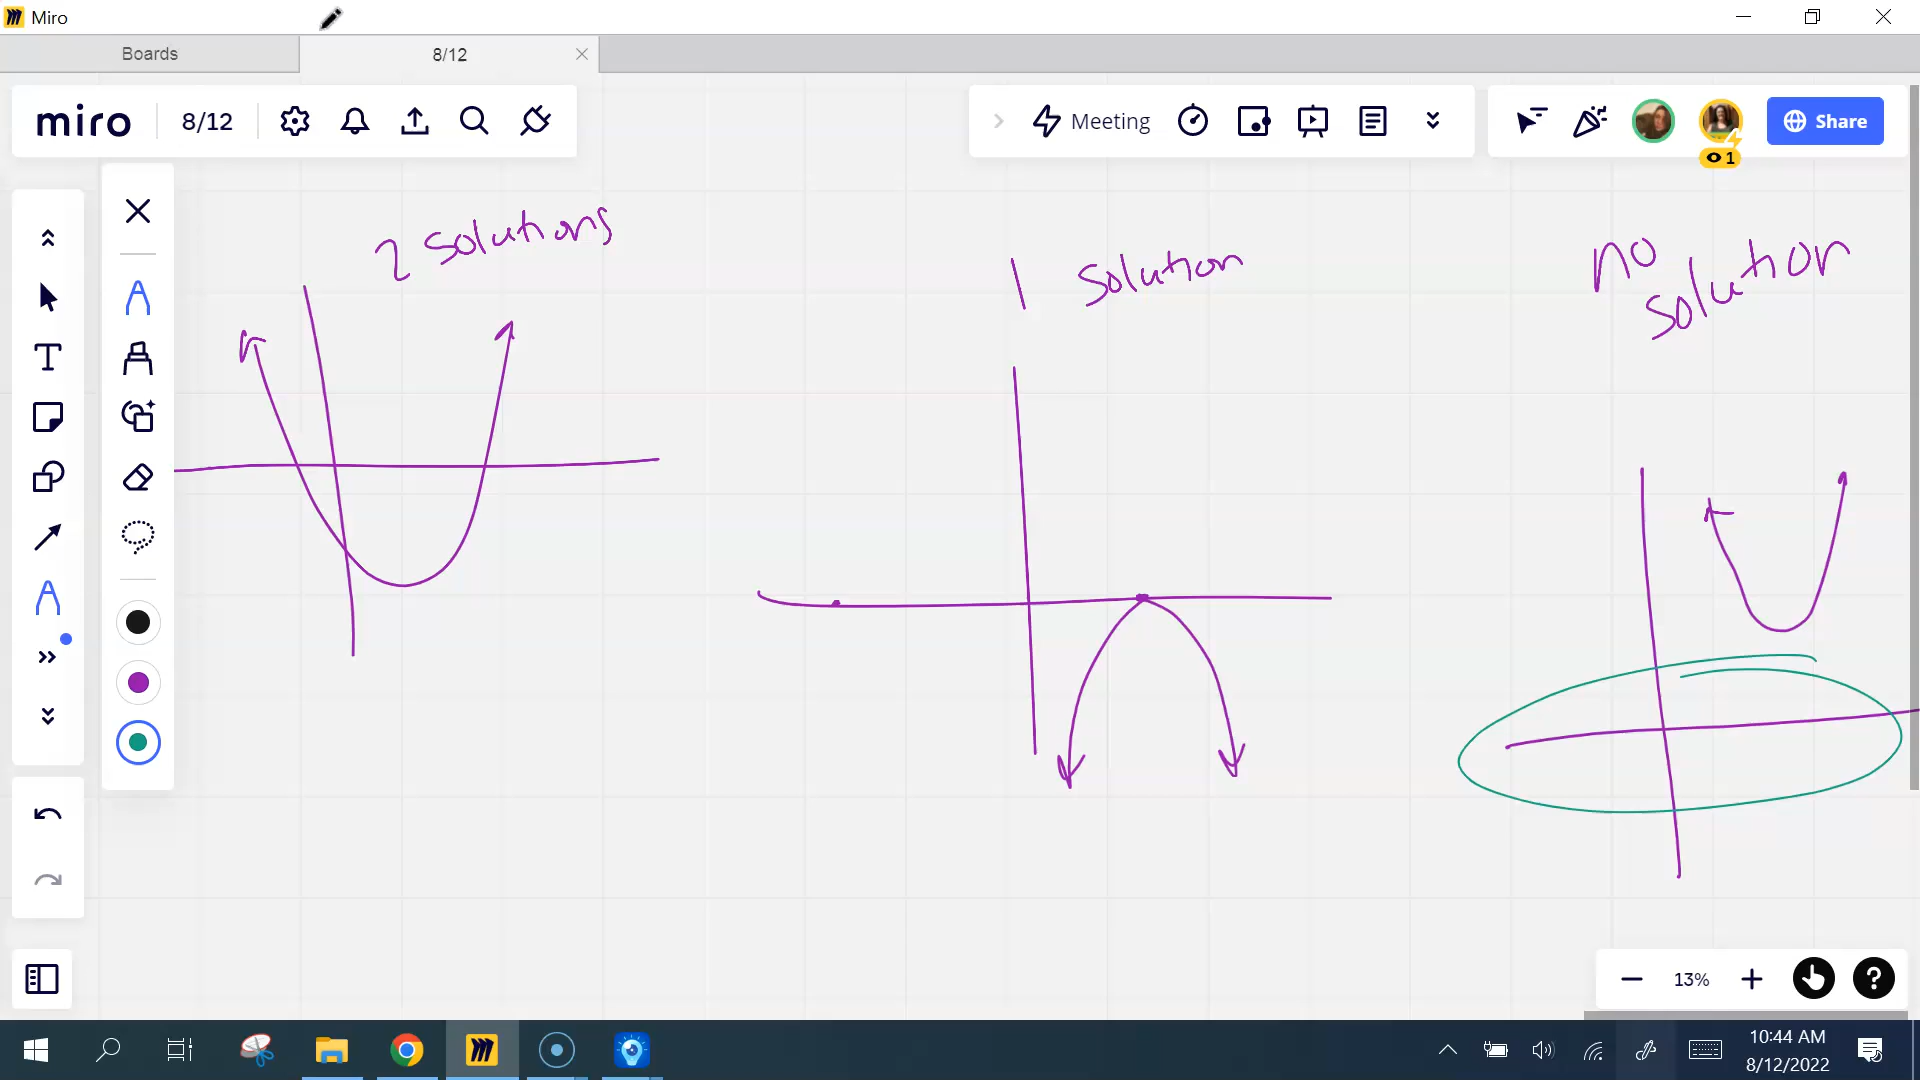 Miro
Boards
8/12
miro
8/12
Meeting
Share
1
2 solutions
1 solution
no
solution
13%
?
10:44 AM
8/12/2022